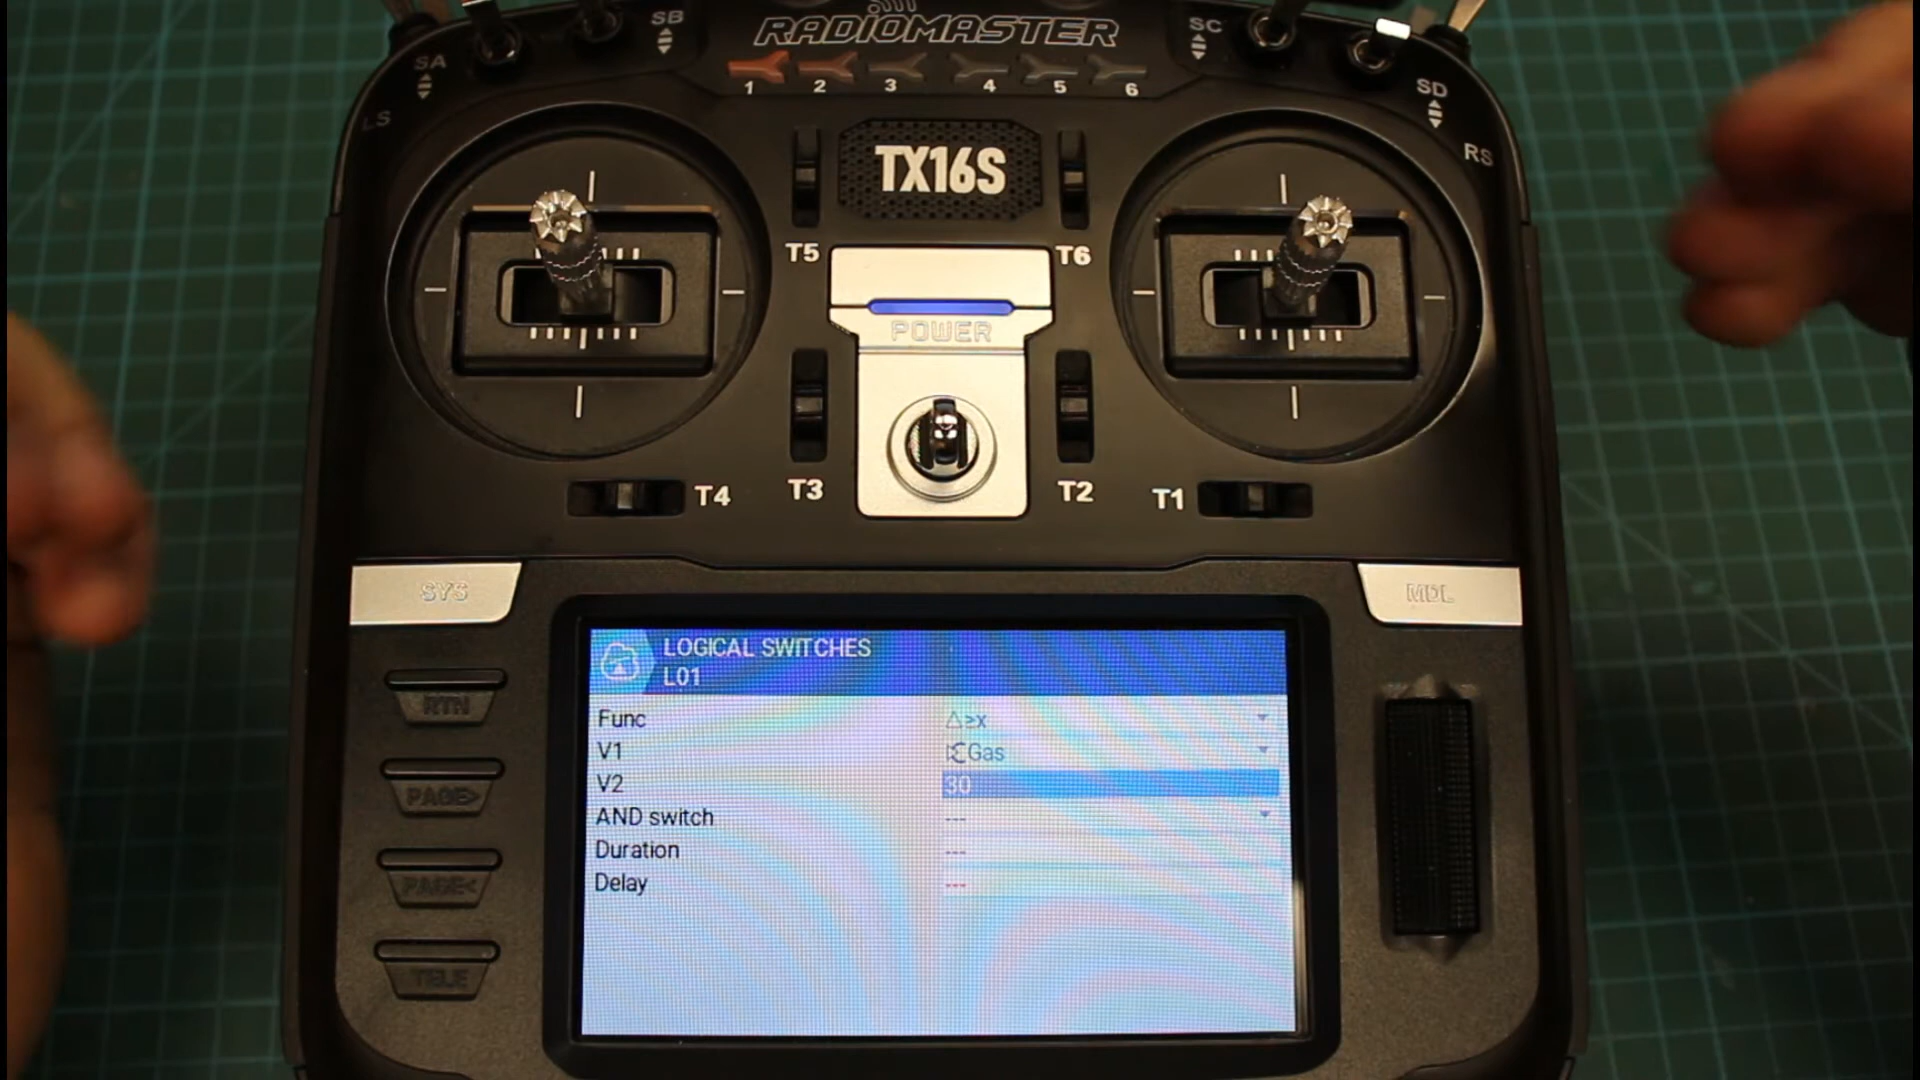 SB
RADIOMASTER
SC
SA
SD
1 2 3 4 5 6
LS
RS
TX16S
T5
T6
POWER
T4
T3
T2
T1
SYS
MDL
LOGICAL SWITCHES
L01
RTN
Func △≥x
V1 Gas
V2 30
PAGE>
AND switch ---
Duration ---
PAGE<
Delay ---
TELE